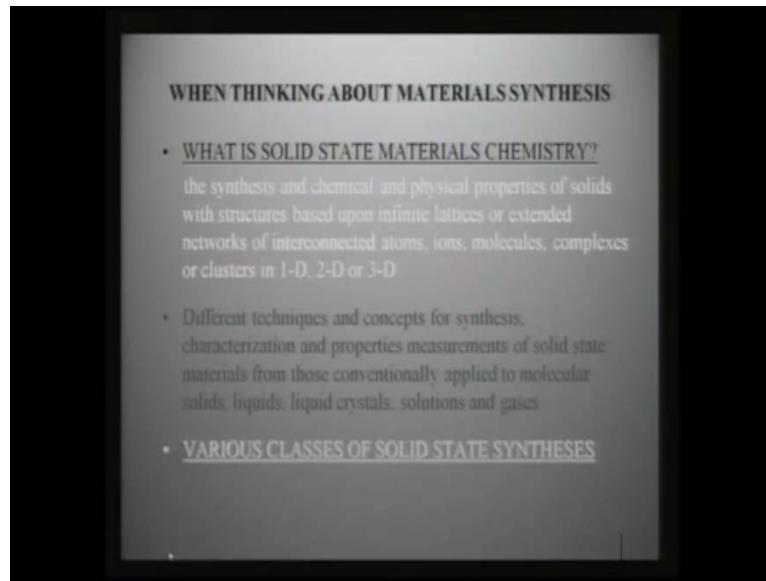 WHEN THINKING ABOUT MATERIALS SYNTHESIS
• WHAT IS SOLID STATE MATERIALS CHEMISTRY?
the synthesis and chemical and physical properties of solids
with structures based upon infinite lattices or extended
networks of interconnected atoms, ions, molecules, complexes
or clusters in 1-D, 2-D or 3-D
• Different techniques and concepts for synthesis,
characterization and properties measurements of solid state
materials from those conventionally applied to molecular
solids, liquids, liquid crystals, solutions and gases
• VARIOUS CLASSES OF SOLID STATE SYNTHESES